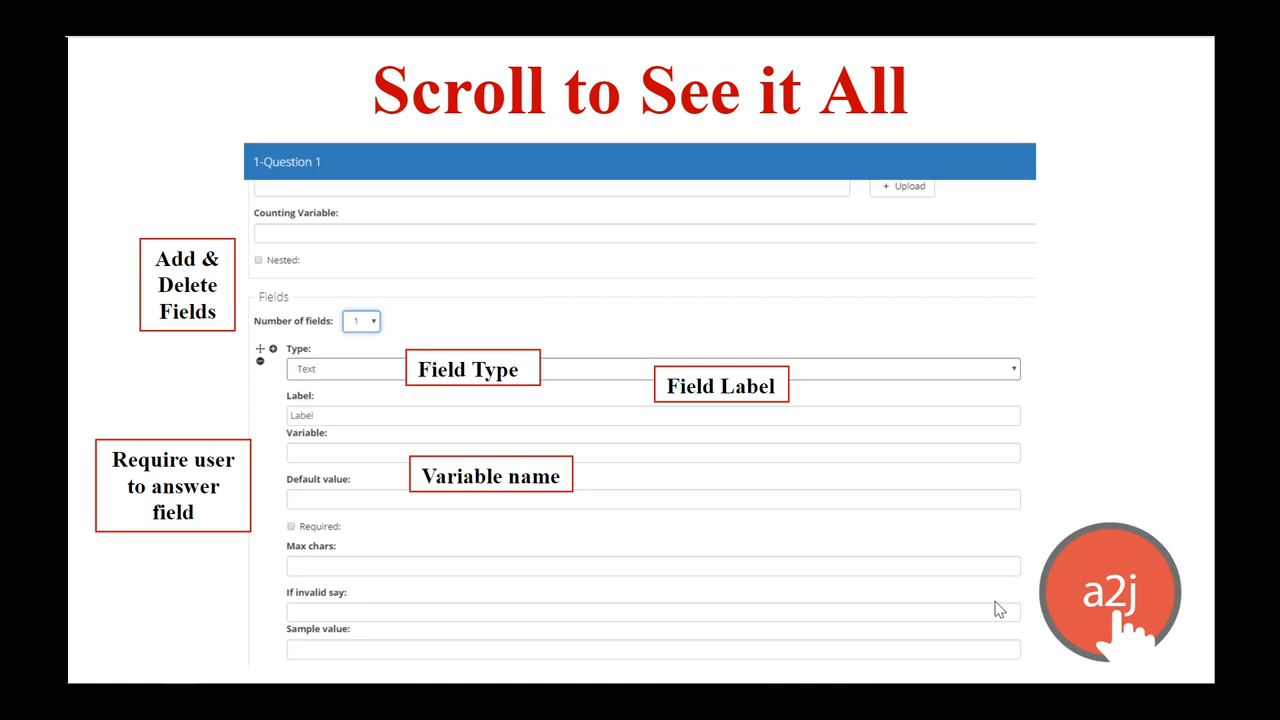 Scroll to See it All
1-Question 1
+ Upload
Counting Variable:
Nested:
Add &
Delete
Fields
Fields
Number of fields: 1
Type:
Text
Field Type
Field Label
Label:
Label
Variable:
Require user
to answer
field
Variable name
Default value:
Required:
Max chars:
If invalid say:
Sample value:
a2j